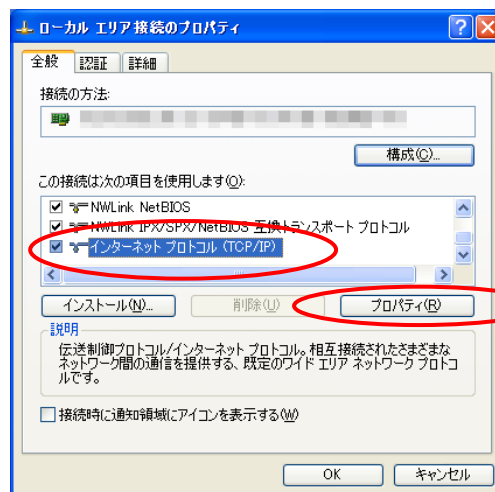 ローカル エリア接続のプロパティ
全般 認証 詳細
接続の方法:
構成(C)...
この接続は次の項目を使用します(O):
NWLink NetBIOS
NWLink IPX/SPX/NetBIOS 互換トランスポート プロトコル
インターネット プロトコル (TCP/IP)
インストール(N)... 削除(U) プロパティ(R)
説明
伝送制御プロトコル/インターネット プロトコル。相互接続されたさまざまな
ネットワーク間の通信を提供する、既定のワイド エリア ネットワーク プロトコ
ルです。
接続時に通知領域にアイコンを表示する(W)
OK キャンセル